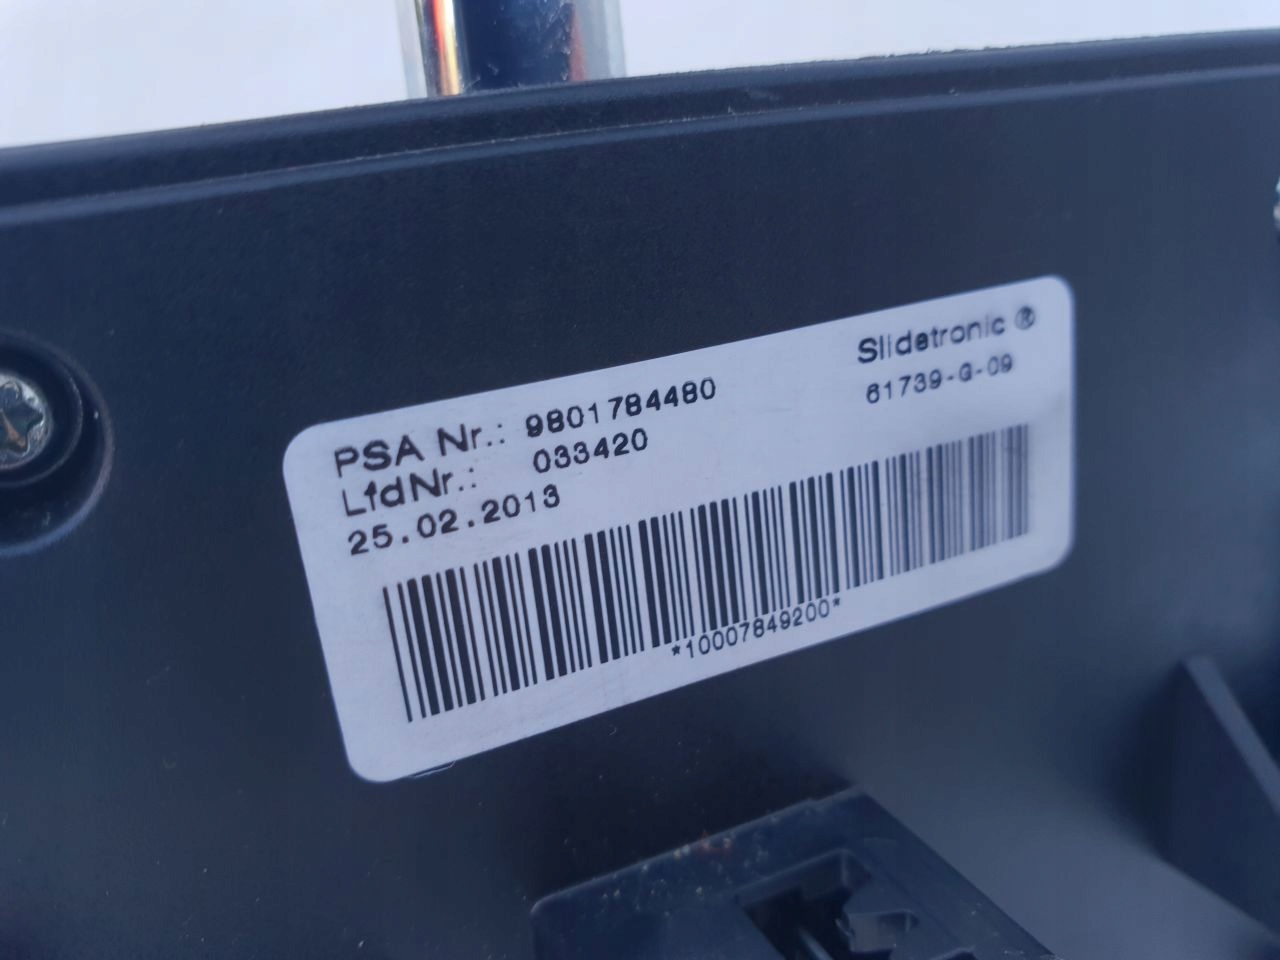 PSA Nr.: 9801784480
LfdNr.: 033420
25.02.2013
Slidetronic ®
61739-G-09
*10007849200*